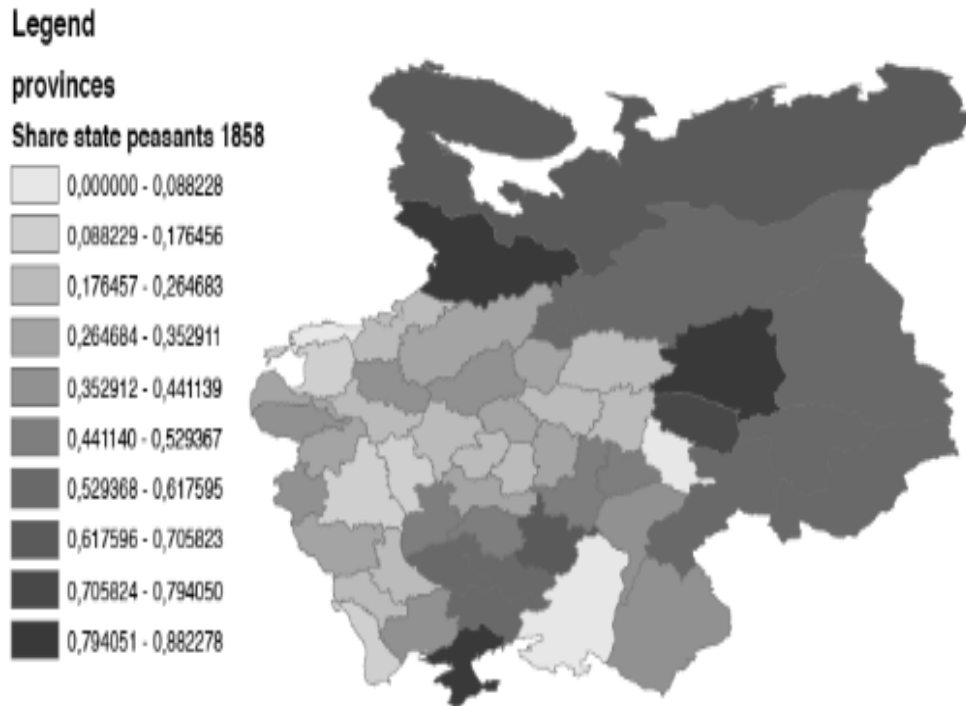 Legend
provinces
Share state peasants 1858
0,000000 - 0,088228
0,088229 - 0,176456
0,176457 - 0,264683
0,264684 - 0,352911
0,352912 - 0,441139
0,441140 - 0,529367
0,529368 - 0,617595
0,617596 - 0,705823
0,705824 - 0,794050
0,794051 - 0,882278